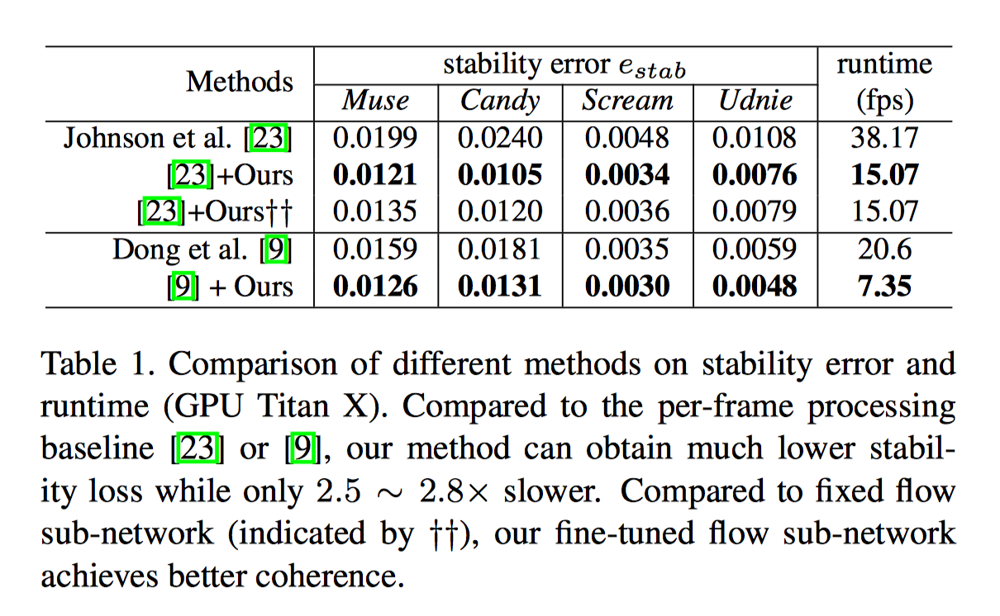 Methods stability error e_stab runtime
Muse Candy Scream Udnie (fps)
Johnson et al. [23] 0.0199 0.0240 0.0048 0.0108 38.17
[23]+Ours 0.0121 0.0105 0.0034 0.0076 15.07
[23]+Ours†† 0.0135 0.0120 0.0036 0.0079 15.07
Dong et al. [9] 0.0159 0.0181 0.0035 0.0059 20.6
[9] + Ours 0.0126 0.0131 0.0030 0.0048 7.35
Table 1. Comparison of different methods on stability error and
runtime (GPU Titan X). Compared to the per-frame processing
baseline [23] or [9], our method can obtain much lower stabil-
ity loss while only 2.5 ∼ 2.8× slower. Compared to fixed flow
sub-network (indicated by ††), our fine-tuned flow sub-network
achieves better coherence.